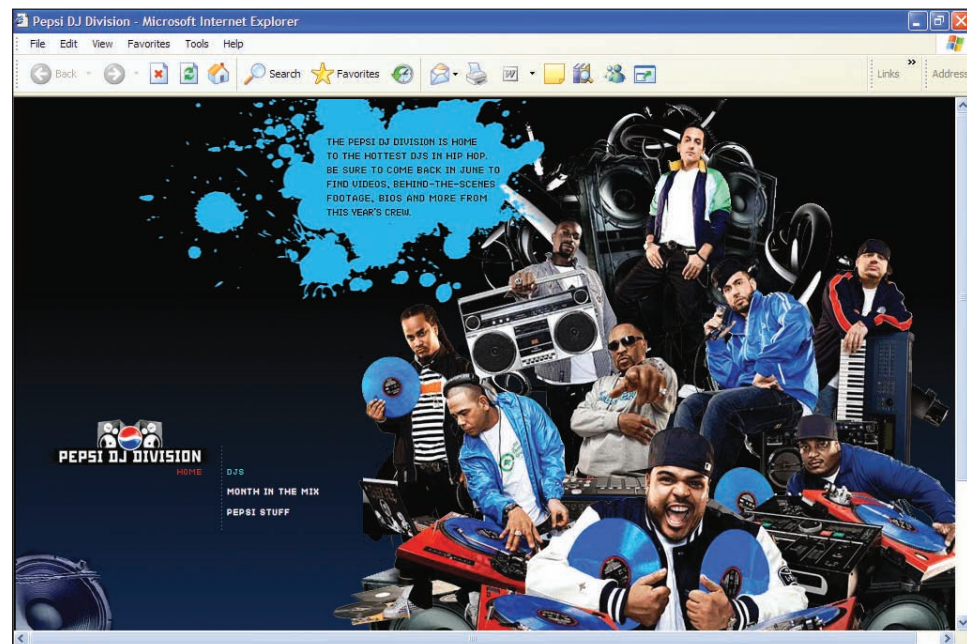 Pepsi DJ Division - Microsoft Internet Explorer
File Edit View Favorites Tools Help
Back Search Favorites W Links » Address
THE PEPSI DJ DIVISION IS HOME
TO THE HOTTEST DJS IN HIP HOP.
BE SURE TO COME BACK IN JUNE TO
FIND VIDEOS, BEHIND-THE-SCENES
FOOTAGE, BIOS AND MORE FROM
THIS YEAR'S CREW.
PEPSI DJ DIVISION
HOME
DJS
MONTH IN THE MIX
PEPSI STUFF